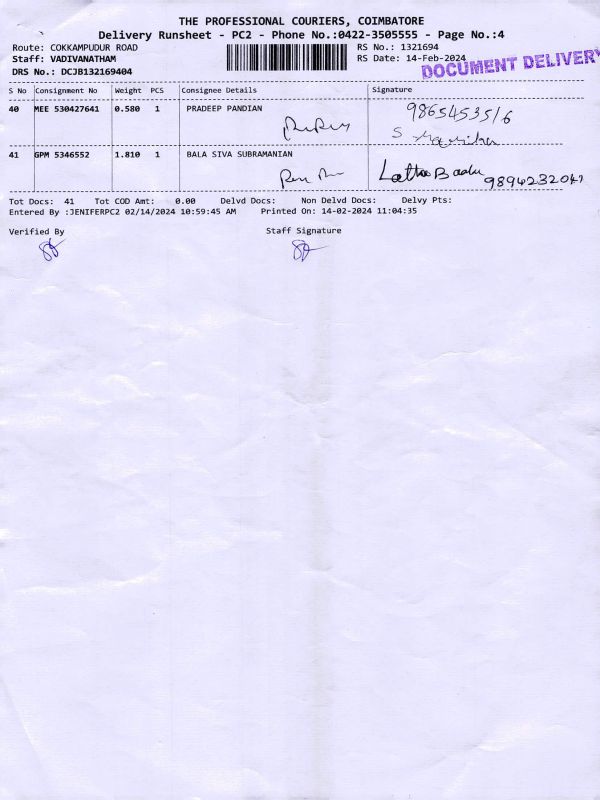 THE PROFESSIONAL COURIERS, COIMBATORE
Delivery Runsheet - PC2 - Phone No.:0422-3505555 - Page No.:4
Route: COKKAMPUDUR ROAD RS No.: 1321694
Staff: VADIVANATHAM RS Date: 14-Feb-2024
DRS No.: DCJB132169404 DOCUMENT DELIVERY
S No Consignment No Weight PCS Consignee Details Signature
40 MEE 530427641 0.580 1 PRADEEP PANDIAN 9865453516
S
41 GPM 5346552 1.810 1 BALA SIVA SUBRAMANIAN 9894232047
Tot Docs: 41 Tot COD Amt: 0.00 Delvd Docs: Non Delvd Docs: Delvy Pts:
Entered By :JENIFERPC2 02/14/2024 10:59:45 AM Printed On: 14-02-2024 11:04:35
Verified By Staff Signature